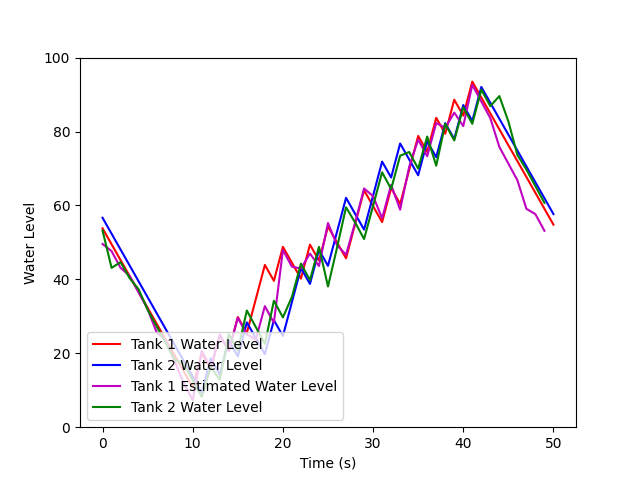 100
80
60
40
20
0
Water Level
Tank 1 Water Level
Tank 2 Water Level
Tank 1 Estimated Water Level
Tank 2 Water Level
0 10 20 30 40 50
Time (s)